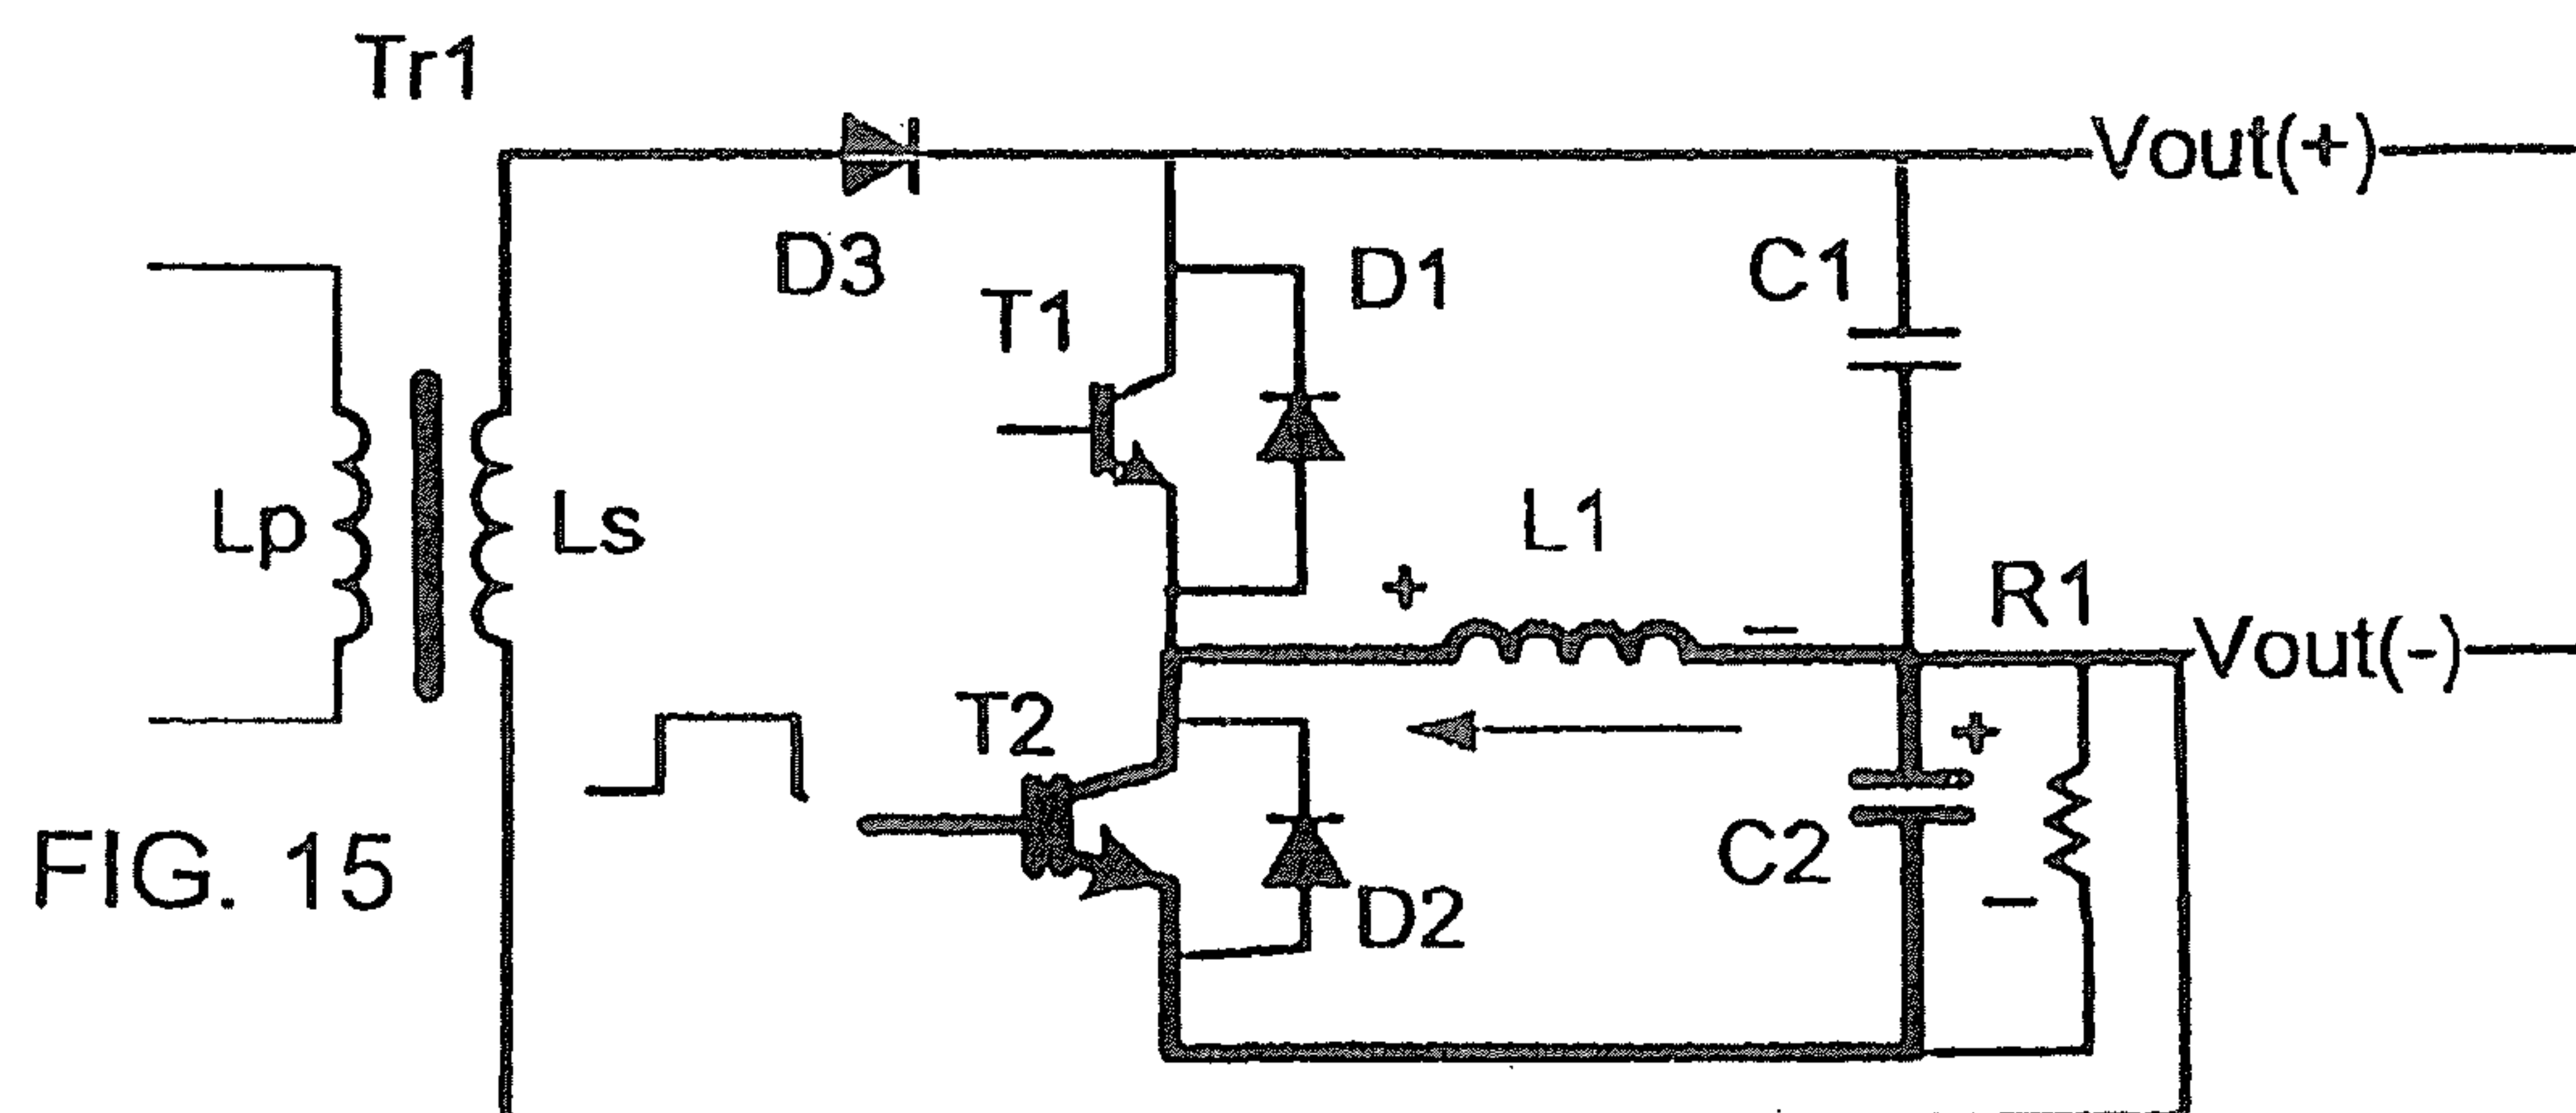 Tr1
Vout(+)
D3
D1
C1
T1
Lp
Ls
L1
+
−
R1
Vout(-)
T2
+
C2
−
D2
FIG. 15